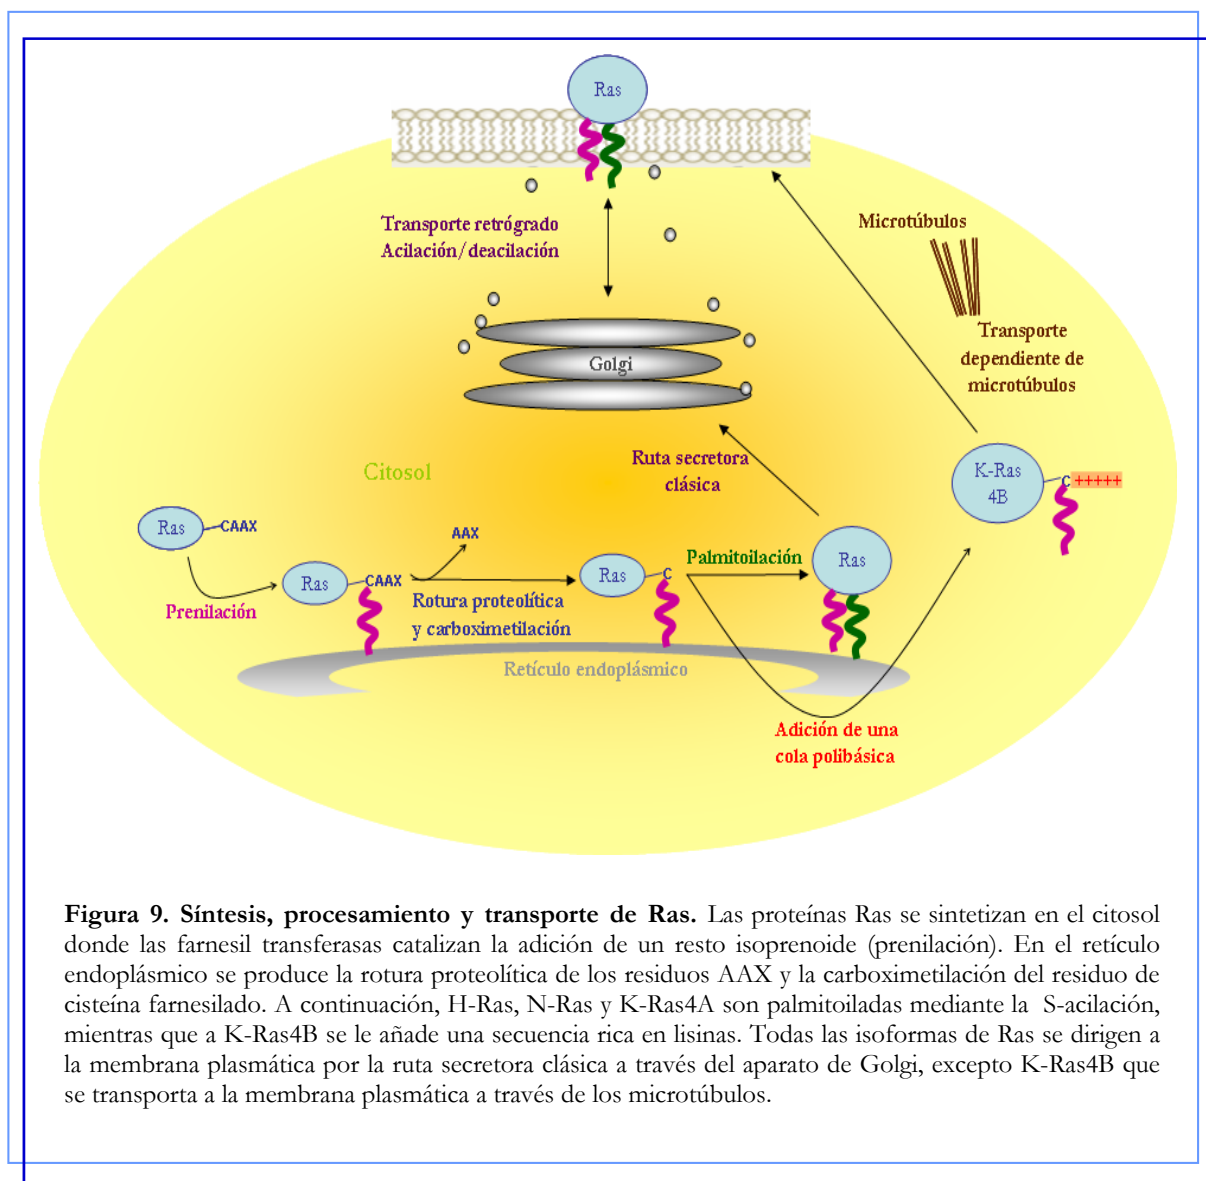 Ras
Transporte retrógrado
Acilación/deacilación
Microtúbulos
Transporte
dependiente de
microtúbulos
Golgi
Ruta secretora
clásica
Citosol
K-Ras
4B
C+++++
Ras
CAAX
AAX
Ras
CAAX
Prenilación
Rotura proteolítica
y carboximetilación
Ras
C
Palmitoilación
Ras
Retículo endoplásmico
Adición de una
cola polibásica
Figura 9. Síntesis, procesamiento y transporte de Ras. Las proteínas Ras se sintetizan en el citosol
donde las farnesil transferasas catalizan la adición de un resto isoprenoide (prenilación). En el retículo
endoplásmico se produce la rotura proteolítica de los residuos AAX y la carboximetilación del residuo de
cisteína farnesilado. A continuación, H-Ras, N-Ras y K-Ras4A son palmitoiladas mediante la S-acilación,
mientras que a K-Ras4B se le añade una secuencia rica en lisinas. Todas las isoformas de Ras se dirigen a
la membrana plasmática por la ruta secretora clásica a través del aparato de Golgi, excepto K-Ras4B que
se transporta a la membrana plasmática a través de los microtúbulos.